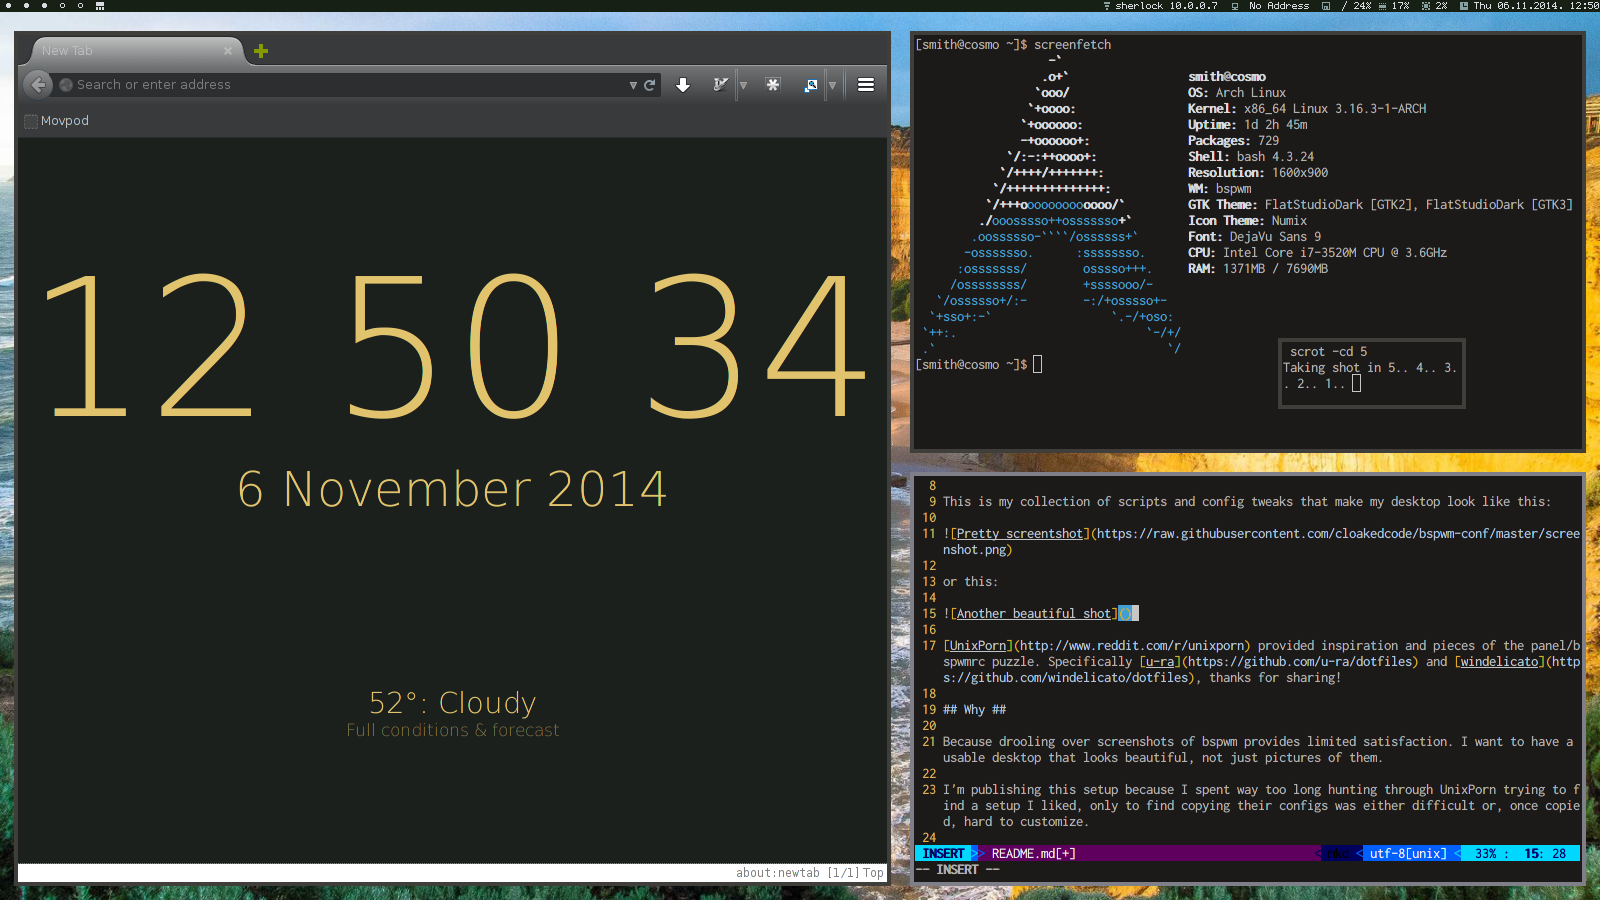 sherlock 10.0.0.7 No Address / 24% 17% 2% Thu 06.11.2014. 12:50
New Tab
Search or enter address
Movpod
12 50 34
6 November 2014
52°: Cloudy
Full conditions & forecast
about:newtab [1/1] Top
[smith@cosmo ~]$ screenfetch
smith@cosmo
OS: Arch Linux
Kernel: x86_64 Linux 3.16.3-1-ARCH
Uptime: 1d 2h 45m
Packages: 729
Shell: bash 4.3.24
Resolution: 1600x900
WM: bspwm
GTK Theme: FlatStudioDark [GTK2], FlatStudioDark [GTK3]
Icon Theme: Numix
Font: DejaVu Sans 9
CPU: Intel Core i7-3520M CPU @ 3.6GHz
RAM: 1371MB / 7690MB
[smith@cosmo ~]$
scrot -cd 5
Taking shot in 5.. 4.. 3.
. 2.. 1..
8
9 This is my collection of scripts and config tweaks that make my desktop look like this:
10
11 ![Pretty screentshot](https://raw.githubusercontent.com/cloakedcode/bspwm-conf/master/scree
nshot.png)
12
13 or this:
14
15 ![Another beautiful shot]()
16
17 [UnixPorn](http://www.reddit.com/r/unixporn) provided inspiration and pieces of the panel/b
spwmrc puzzle. Specifically [u-ra](https://github.com/u-ra/dotfiles) and [windelicato](http
s://github.com/windelicato/dotfiles), thanks for sharing!
18
19 ## Why ##
20
21 Because drooling over screenshots of bspwm provides limited satisfaction. I want to have a
usable desktop that looks beautiful, not just pictures of them.
22
23 I'm publishing this setup because I spent way too long hunting through UnixPorn trying to f
ind a setup I liked, only to find copying their configs was either difficult or, once copie
d, hard to customize.
24
INSERT >> README.md[+] < < utf-8[unix] < 33% : 15: 28
-- INSERT --